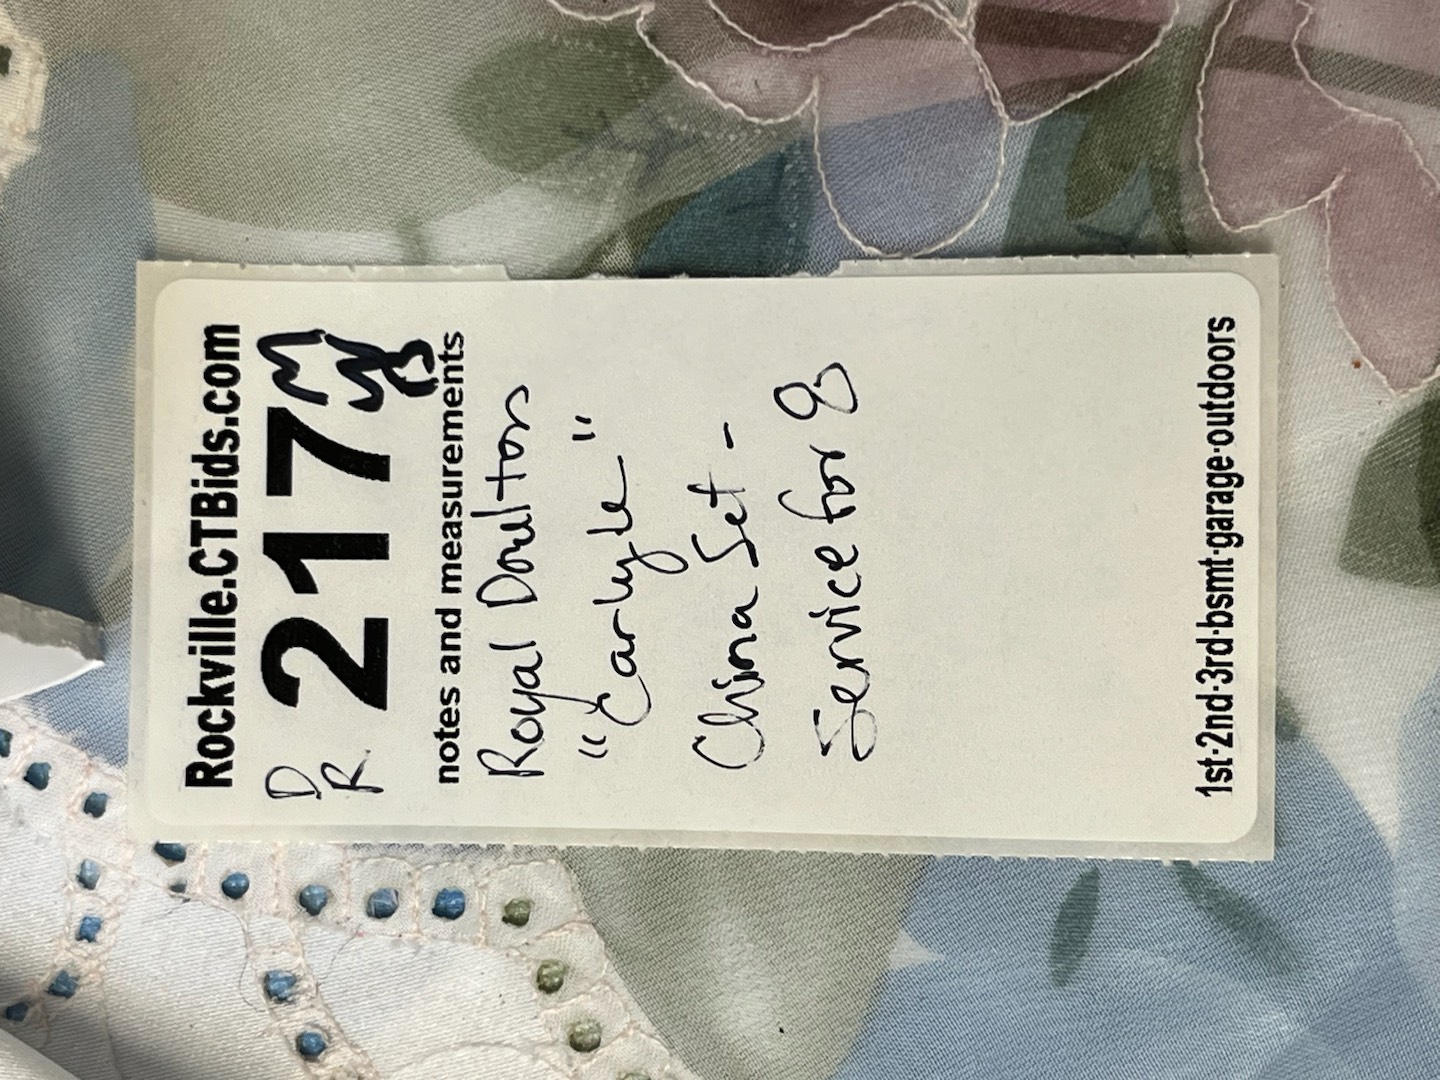 Rockville.CTBids.com
DR 217
notes and measurements
Royal Doulton
"Carlyle"
China Set -
Service for 8
1st·2nd·3rd·bsmt·garage·outdoors